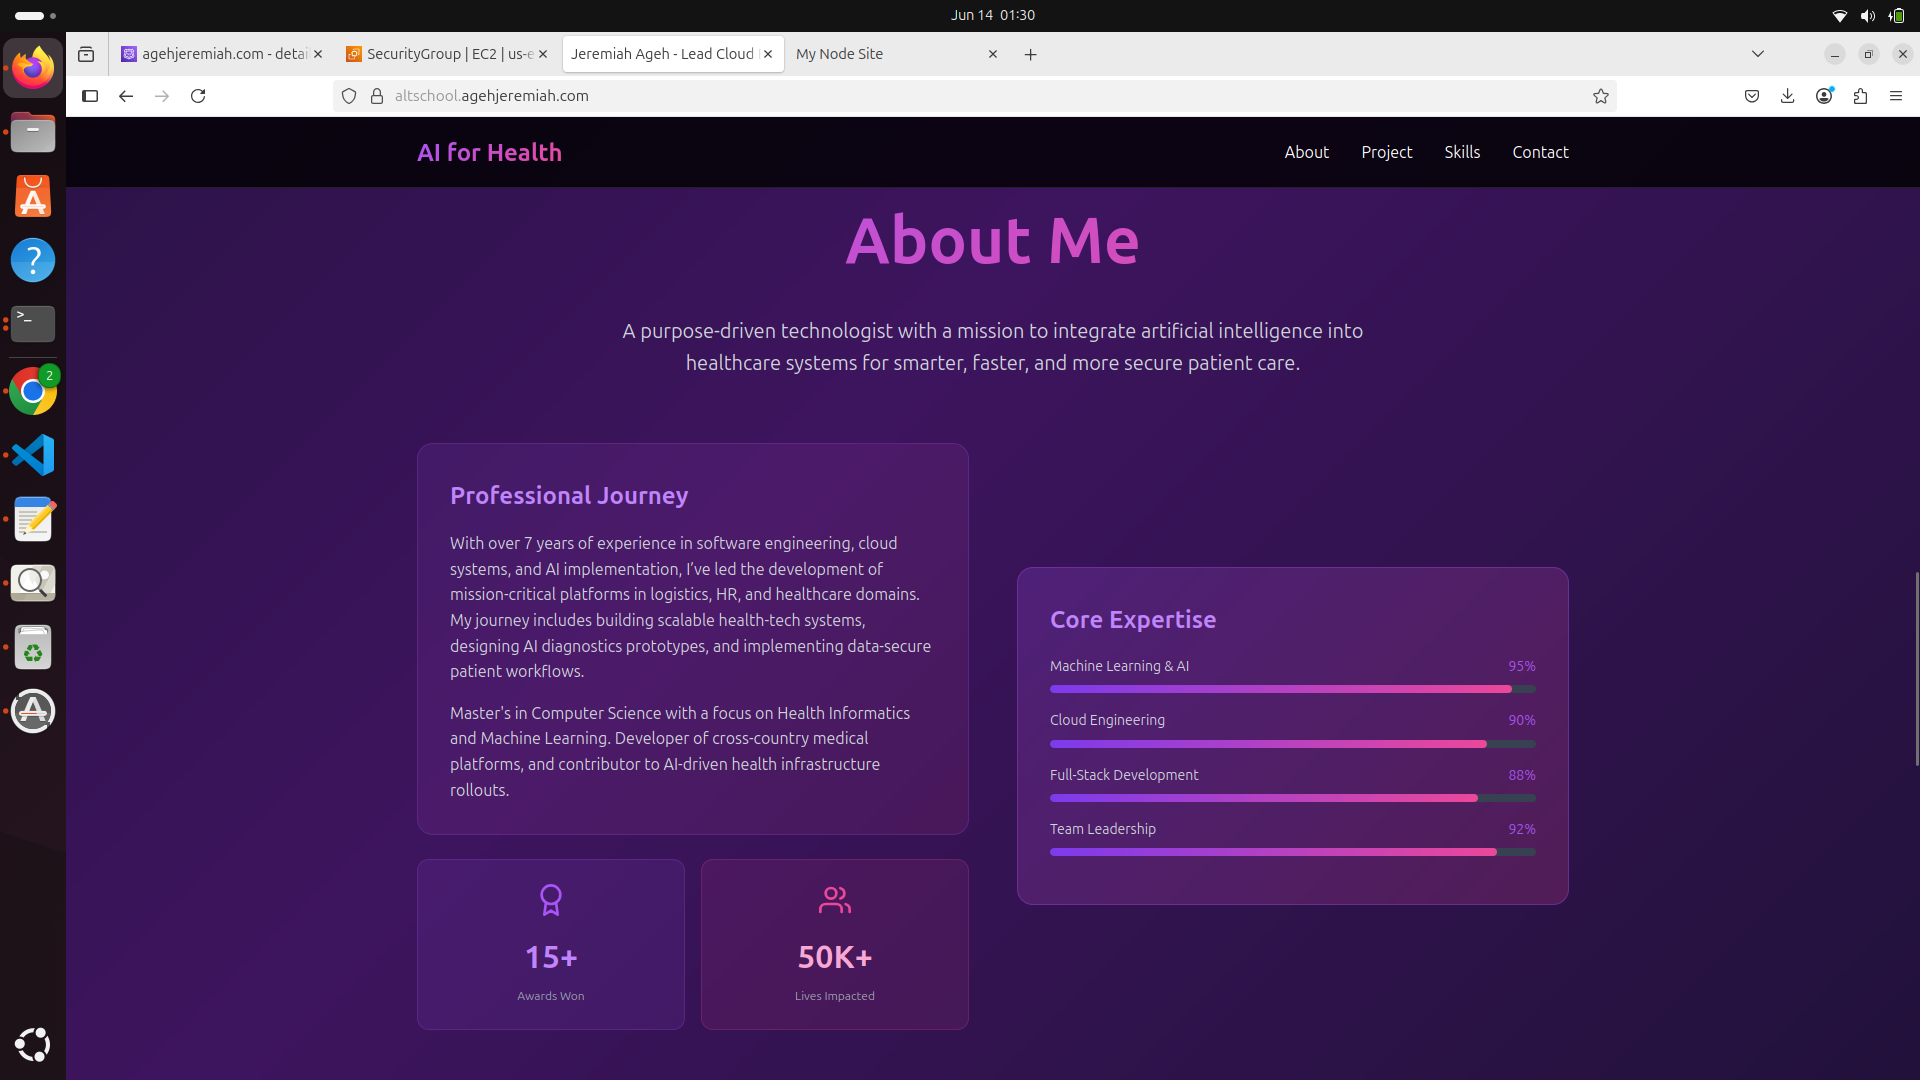 Jun 14 01:30
agehjeremiah.com - detai
SecurityGroup | EC2 | us-e
Jeremiah Ageh - Lead Cloud
My Node Site
altschool.agehjeremiah.com
AI for Health
About
Project
Skills
Contact
About Me
A purpose-driven technologist with a mission to integrate artificial intelligence into
healthcare systems for smarter, faster, and more secure patient care.
Professional Journey
With over 7 years of experience in software engineering, cloud
systems, and AI implementation, I’ve led the development of
mission-critical platforms in logistics, HR, and healthcare domains.
My journey includes building scalable health-tech systems,
designing AI diagnostics prototypes, and implementing data-secure
patient workflows.
Master's in Computer Science with a focus on Health Informatics
and Machine Learning. Developer of cross-country medical
platforms, and contributor to AI-driven health infrastructure
rollouts.
15+
Awards Won
50K+
Lives Impacted
Core Expertise
Machine Learning & AI 95%
Cloud Engineering 90%
Full-Stack Development 88%
Team Leadership 92%
2